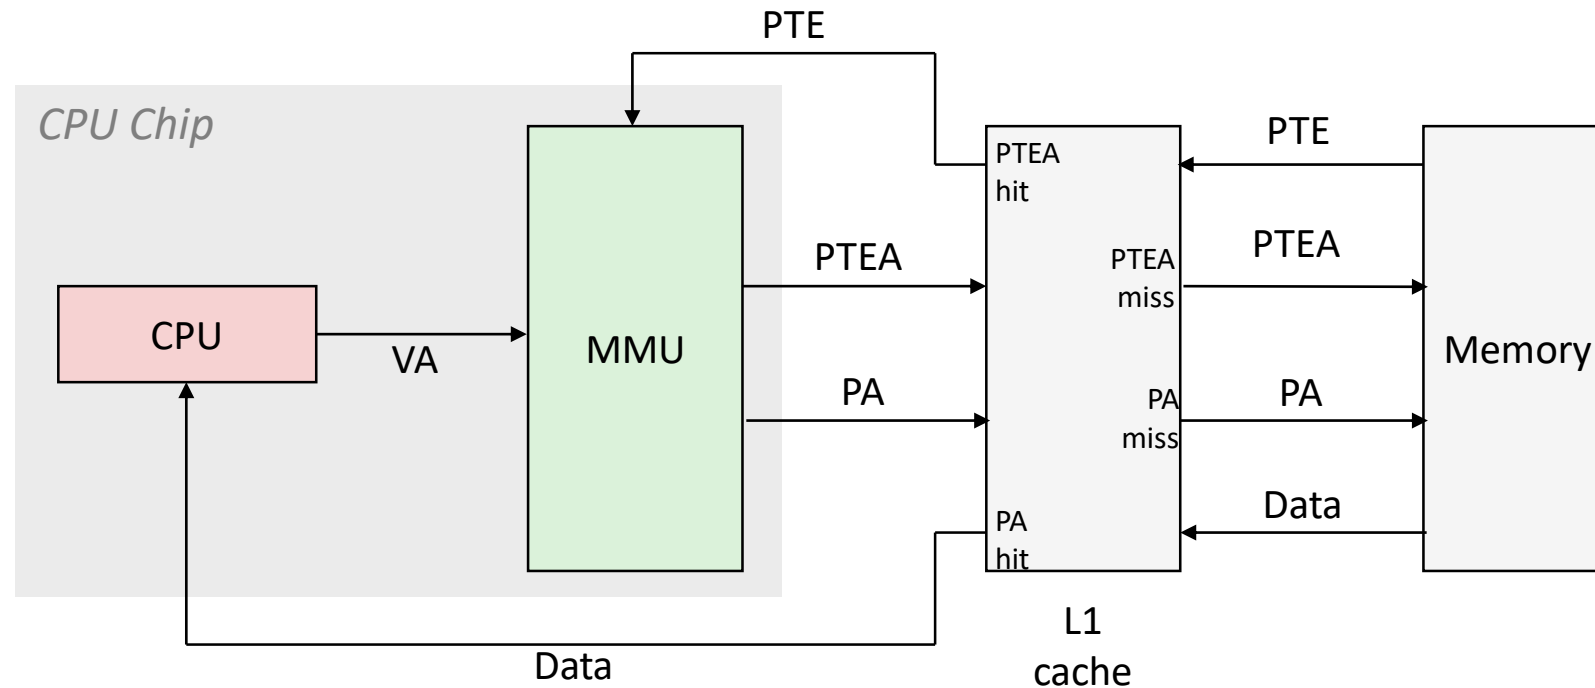 PTE
CPU Chip
PTEA
hit
PTE
PTEA
PTEA
miss
PTEA
CPU
VA
MMU
Memory
PA
PA
miss
PA
PA
hit
Data
L1
cache
Data